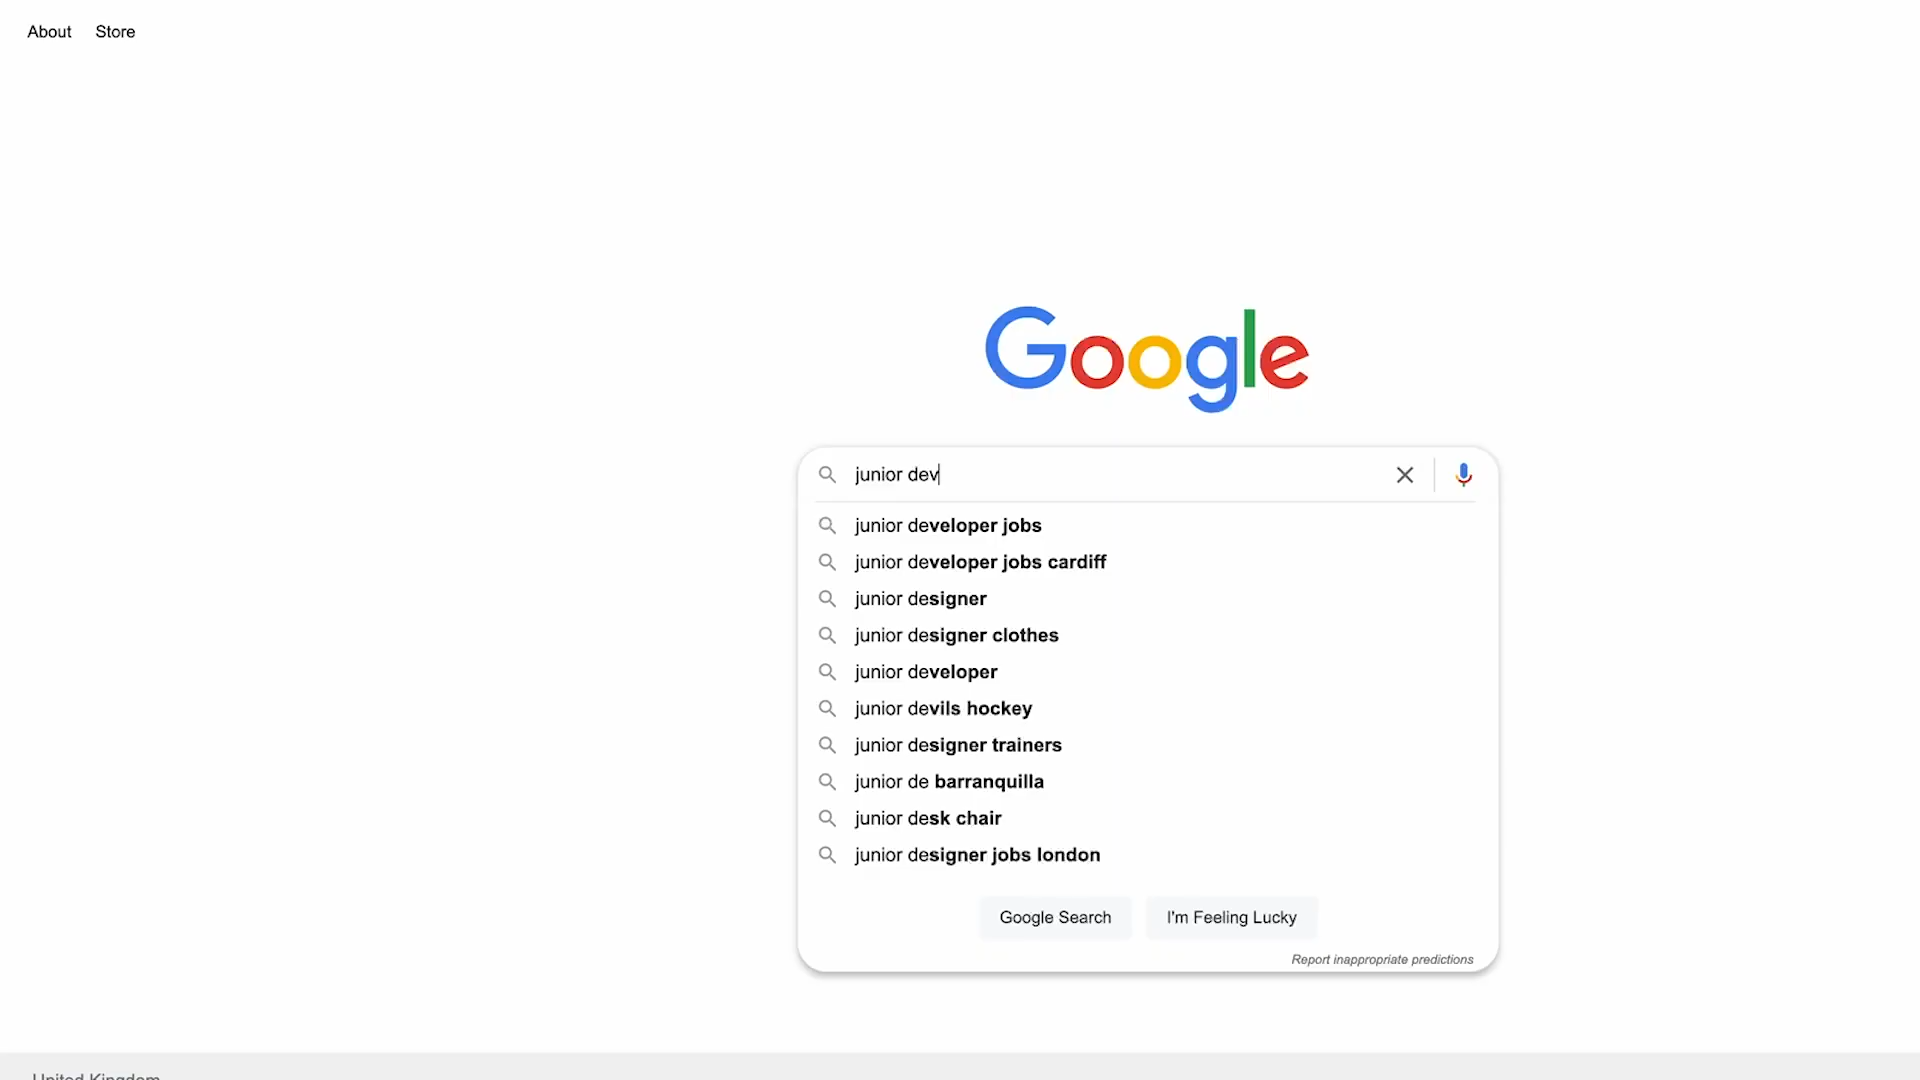 About Store
Google
junior dev
junior developer jobs
junior developer jobs cardiff
junior designer
junior designer clothes
junior developer
junior devils hockey
junior designer trainers
junior de barranquilla
junior desk chair
junior designer jobs london
Google Search I'm Feeling Lucky
Report inappropriate predictions
United Kingdom